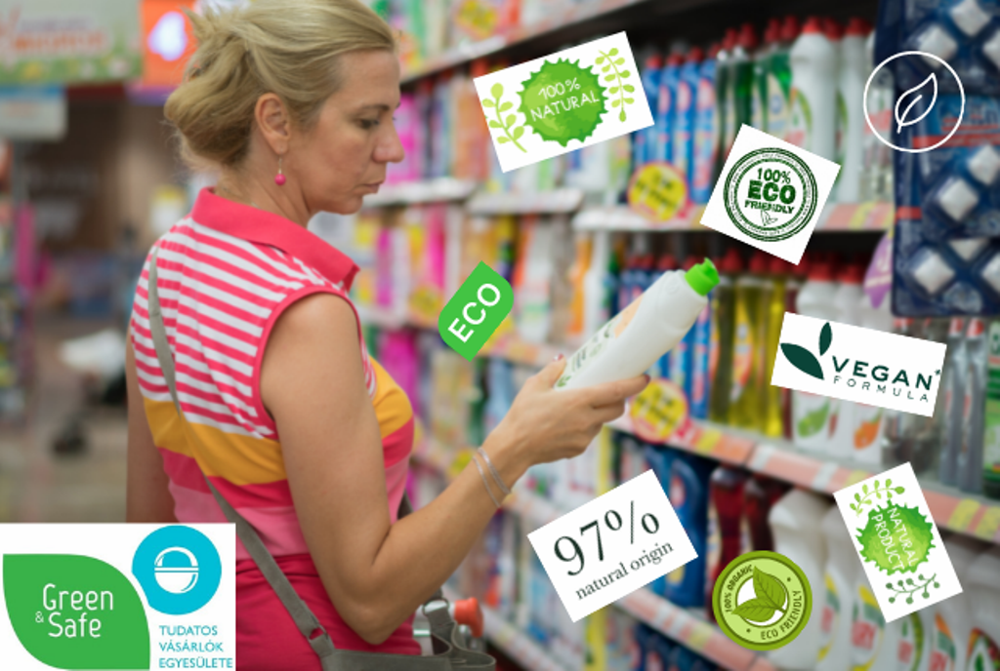 100%
NATURAL
100%
ECO
FRIENDLY
ECO
VEGAN*
FORMULA
97%
natural origin
NATURAL
PRODUCT
100% ORGANIC
ECO FRIENDLY
Green
& Safe
TUDATOS
VÁSÁRLÓK
EGYESÜLETE